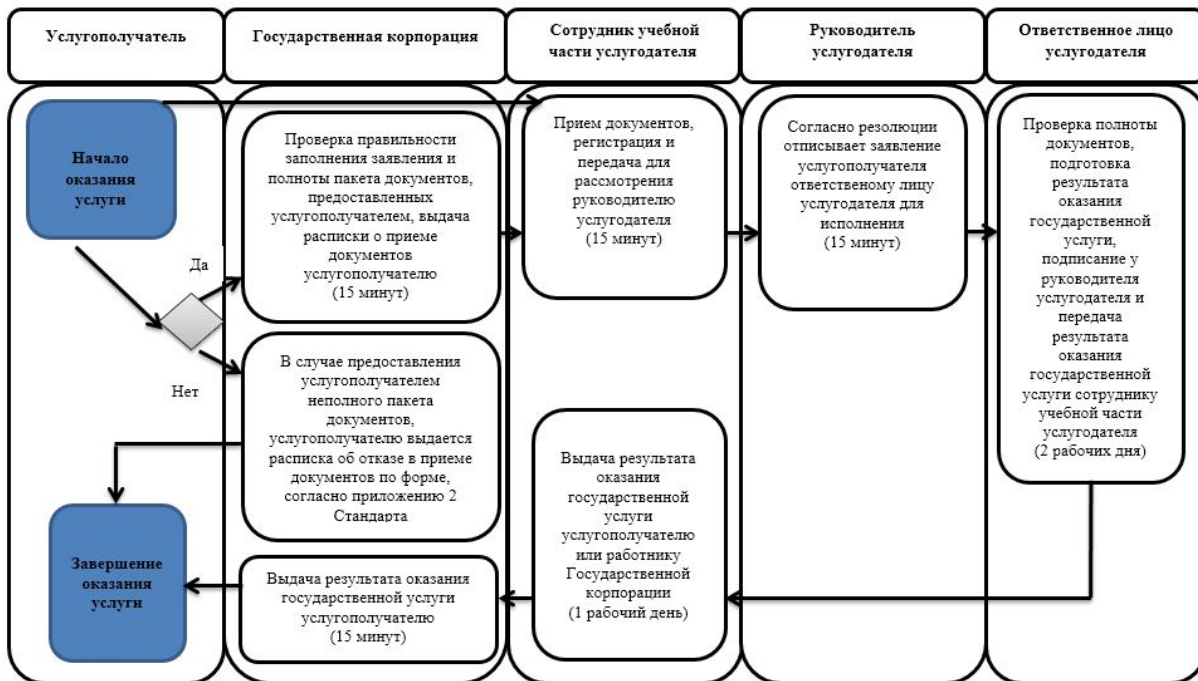 Услугополучатель
Государственная корпорация
Сотрудник учебной
части услугодателя
Руководитель
услугодателя
Ответственное лицо
услугодателя
Начало
оказания
услуги
Да
Нет
Проверка правильности
заполнения заявления и
полноты пакета документов,
предоставленных
услугополучателем, выдача
расписки о приеме
документов
услугополучателю
(15 минут)
Прием документов,
регистрация и
передача для
рассмотрения
руководителю
услугодателя
(15 минут)
Согласно резолюции
отписывает заявление
услугополучателя
ответственому лицу
услугодателя для
исполнения
(15 минут)
Проверка полноты
документов,
подготовка
результата
оказания
государственной
услуги,
подписание у
руководителя
услугодателя и
передача
результата
оказания
государственной
услуги сотруднику
учебной части
услугодателя
(2 рабочих дня)
В случае предоставления
услугополучателем
неполного пакета
документов,
услугополучателю выдается
расписка об отказе в приеме
документов по форме,
согласно приложению 2
Стандарта
Выдача результата
оказания
государственной
услуги
услугополучателю
или работнику
Государственной
корпорации
(1 рабочий день)
Выдача результата оказания
государственной услуги
услугополучателю
(15 минут)
Завершение
оказания
услуги